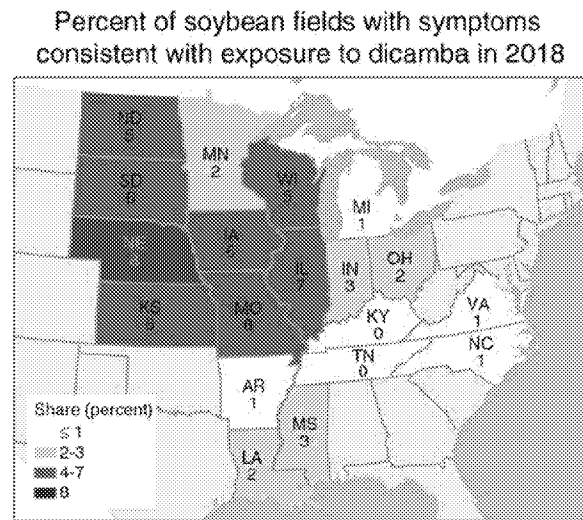 Percent of soybean fields with symptoms
consistent with exposure to dicamba in 2018
ND
SD
MN
2
WI
MI
1
NE
IA
IL
7
IN
3
OH
2
KS
MO
KY
0
VA
1
TN
0
NC
1
AR
1
MS
3
LA
2
Share (percent)
≤ 1
2-3
4-7
8